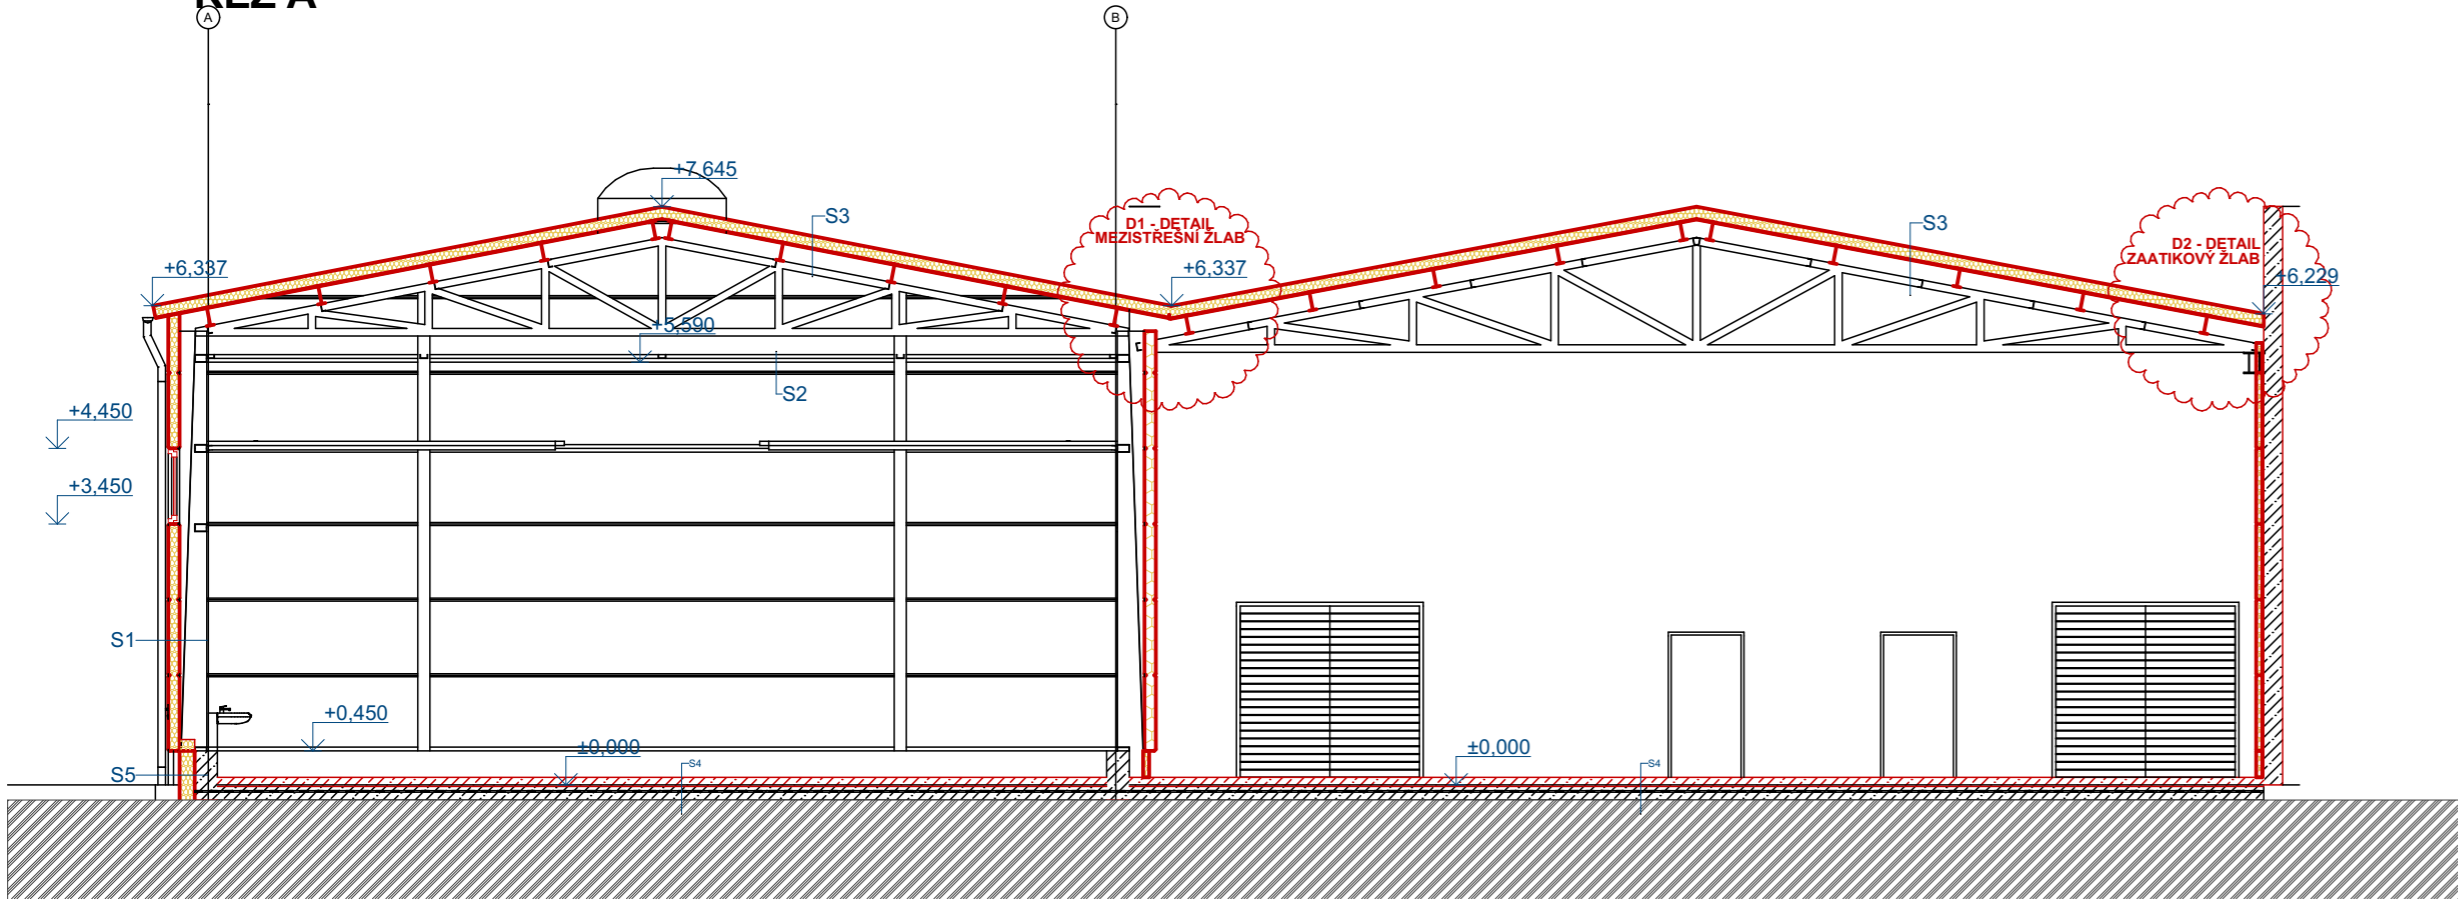 ŘEZ A
A
B
+7,645
S3
D1 - DETAIL
MEZISTŘEŠNÍ ŽLAB
S3
D2 - DETAIL
ZAATIKOVÝ ŽLAB
+6,337
+6,337
+6,229
+5,590
S2
+4,450
+3,450
S1
+0,450
±0,000
±0,000
S5
S4
S4